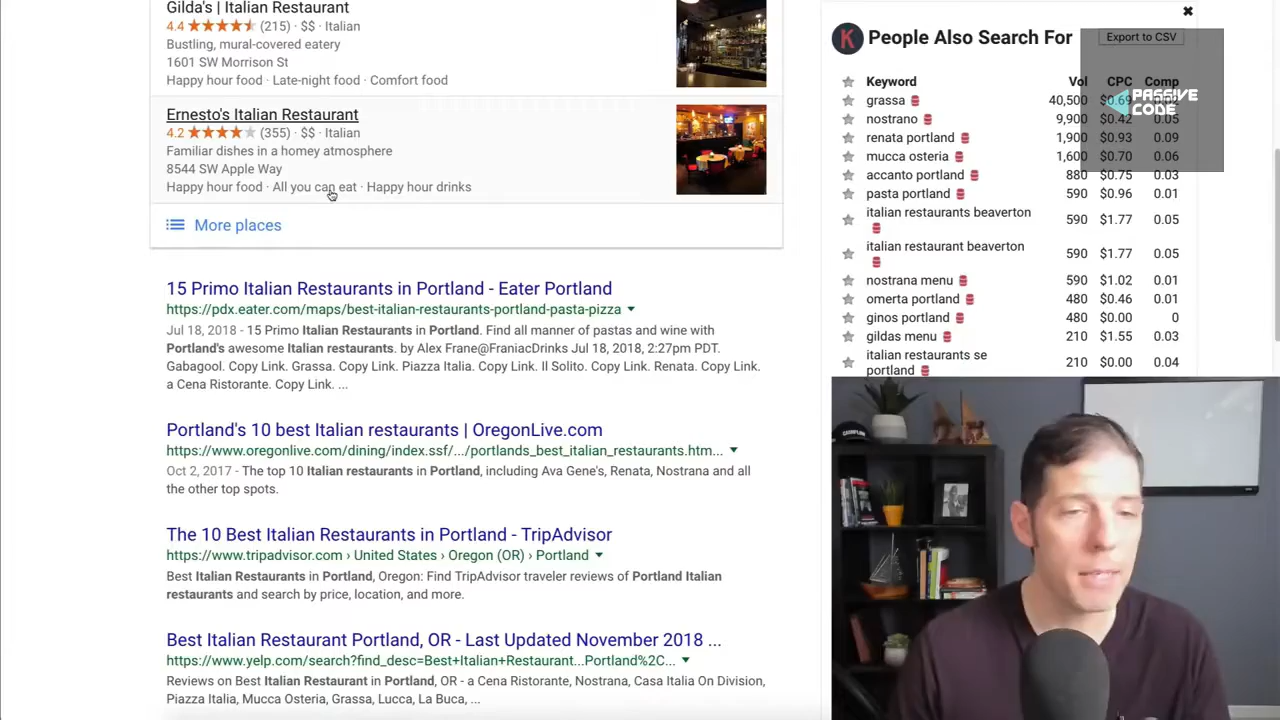 Gilda's | Italian Restaurant
4.4 (215) · $$ · Italian
Bustling, mural-covered eatery
1601 SW Morrison St
Happy hour food · Late-night food · Comfort food
Ernesto's Italian Restaurant
4.2 (355) · $$ · Italian
Familiar dishes in a homey atmosphere
8544 SW Apple Way
Happy hour food · All you can eat · Happy hour drinks
More places
15 Primo Italian Restaurants in Portland - Eater Portland
https://pdx.eater.com/maps/best-italian-restaurants-portland-pasta-pizza
Jul 18, 2018 - 15 Primo Italian Restaurants in Portland. Find all manner of pastas and wine with
Portland's awesome Italian restaurants. by Alex Frane@FraniacDrinks Jul 18, 2018, 2:27pm PDT.
Gabagool. Copy Link. Grassa. Copy Link. Piazza Italia. Copy Link. Il Solito. Copy Link. Renata. Copy Link.
a Cena Ristorante. Copy Link. ...
Portland's 10 best Italian restaurants | OregonLive.com
https://www.oregonlive.com/dining/index.ssf/.../portlands_best_italian_restaurants.htm...
Oct 2, 2017 - The top 10 Italian restaurants in Portland, including Ava Gene's, Renata, Nostrana and all
the other top spots.
The 10 Best Italian Restaurants in Portland - TripAdvisor
https://www.tripadvisor.com › United States › Oregon (OR) › Portland
Best Italian Restaurants in Portland, Oregon: Find TripAdvisor traveler reviews of Portland Italian
restaurants and search by price, location, and more.
Best Italian Restaurant Portland, OR - Last Updated November 2018 ...
https://www.yelp.com/search?find_desc=Best+Italian+Restaurant...Portland%2C...
Reviews on Best Italian Restaurant in Portland, OR - a Cena Ristorante, Nostrana, Casa Italia On Division,
Piazza Italia, Mucca Osteria, Grassa, Lucca, La Buca, ...
K People Also Search For Export to CSV
Keyword Vol CPC Comp
grassa 40,500 $0.69
nostrano 9,900 $0.42 0.05
renata portland 1,900 $0.93 0.09
mucca osteria 1,600 $0.70 0.06
accanto portland 880 $0.75 0.03
pasta portland 590 $0.96 0.01
italian restaurants beaverton 590 $1.77 0.05
italian restaurant beaverton 590 $1.77 0.05
nostrana menu 590 $1.02 0.01
omerta portland 480 $0.46 0.01
ginos portland 480 $0.00 0
gildas menu 210 $1.55 0.03
italian restaurants se
portland 210 $0.00 0.04
PASSIVE
CODE